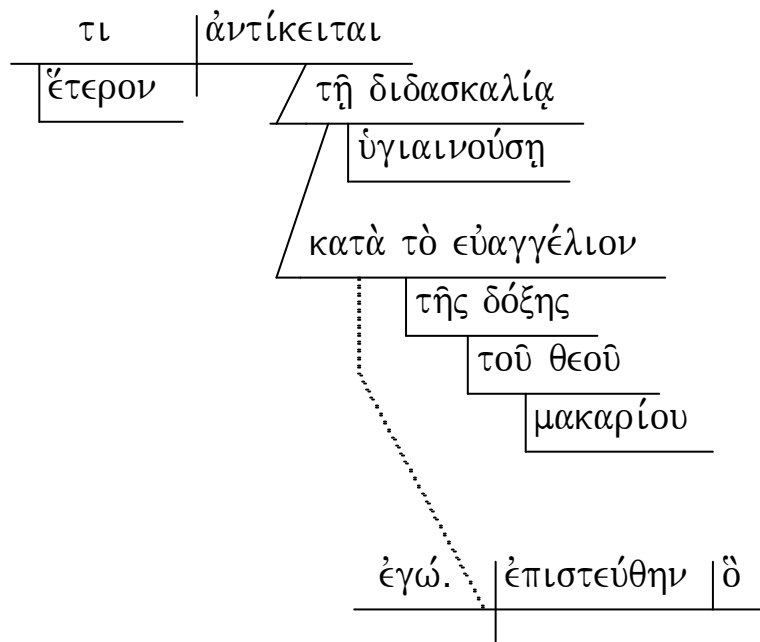 τι ἀντίκειται
ἕτερον
τῇ διδασκαλίᾳ
ὑγιαινούσῃ
κατὰ τὸ εὐαγγέλιον
τῆς δόξης
τοῦ θεοῦ
μακαρίου
ἐγώ. ἐπιστεύθην ὃ